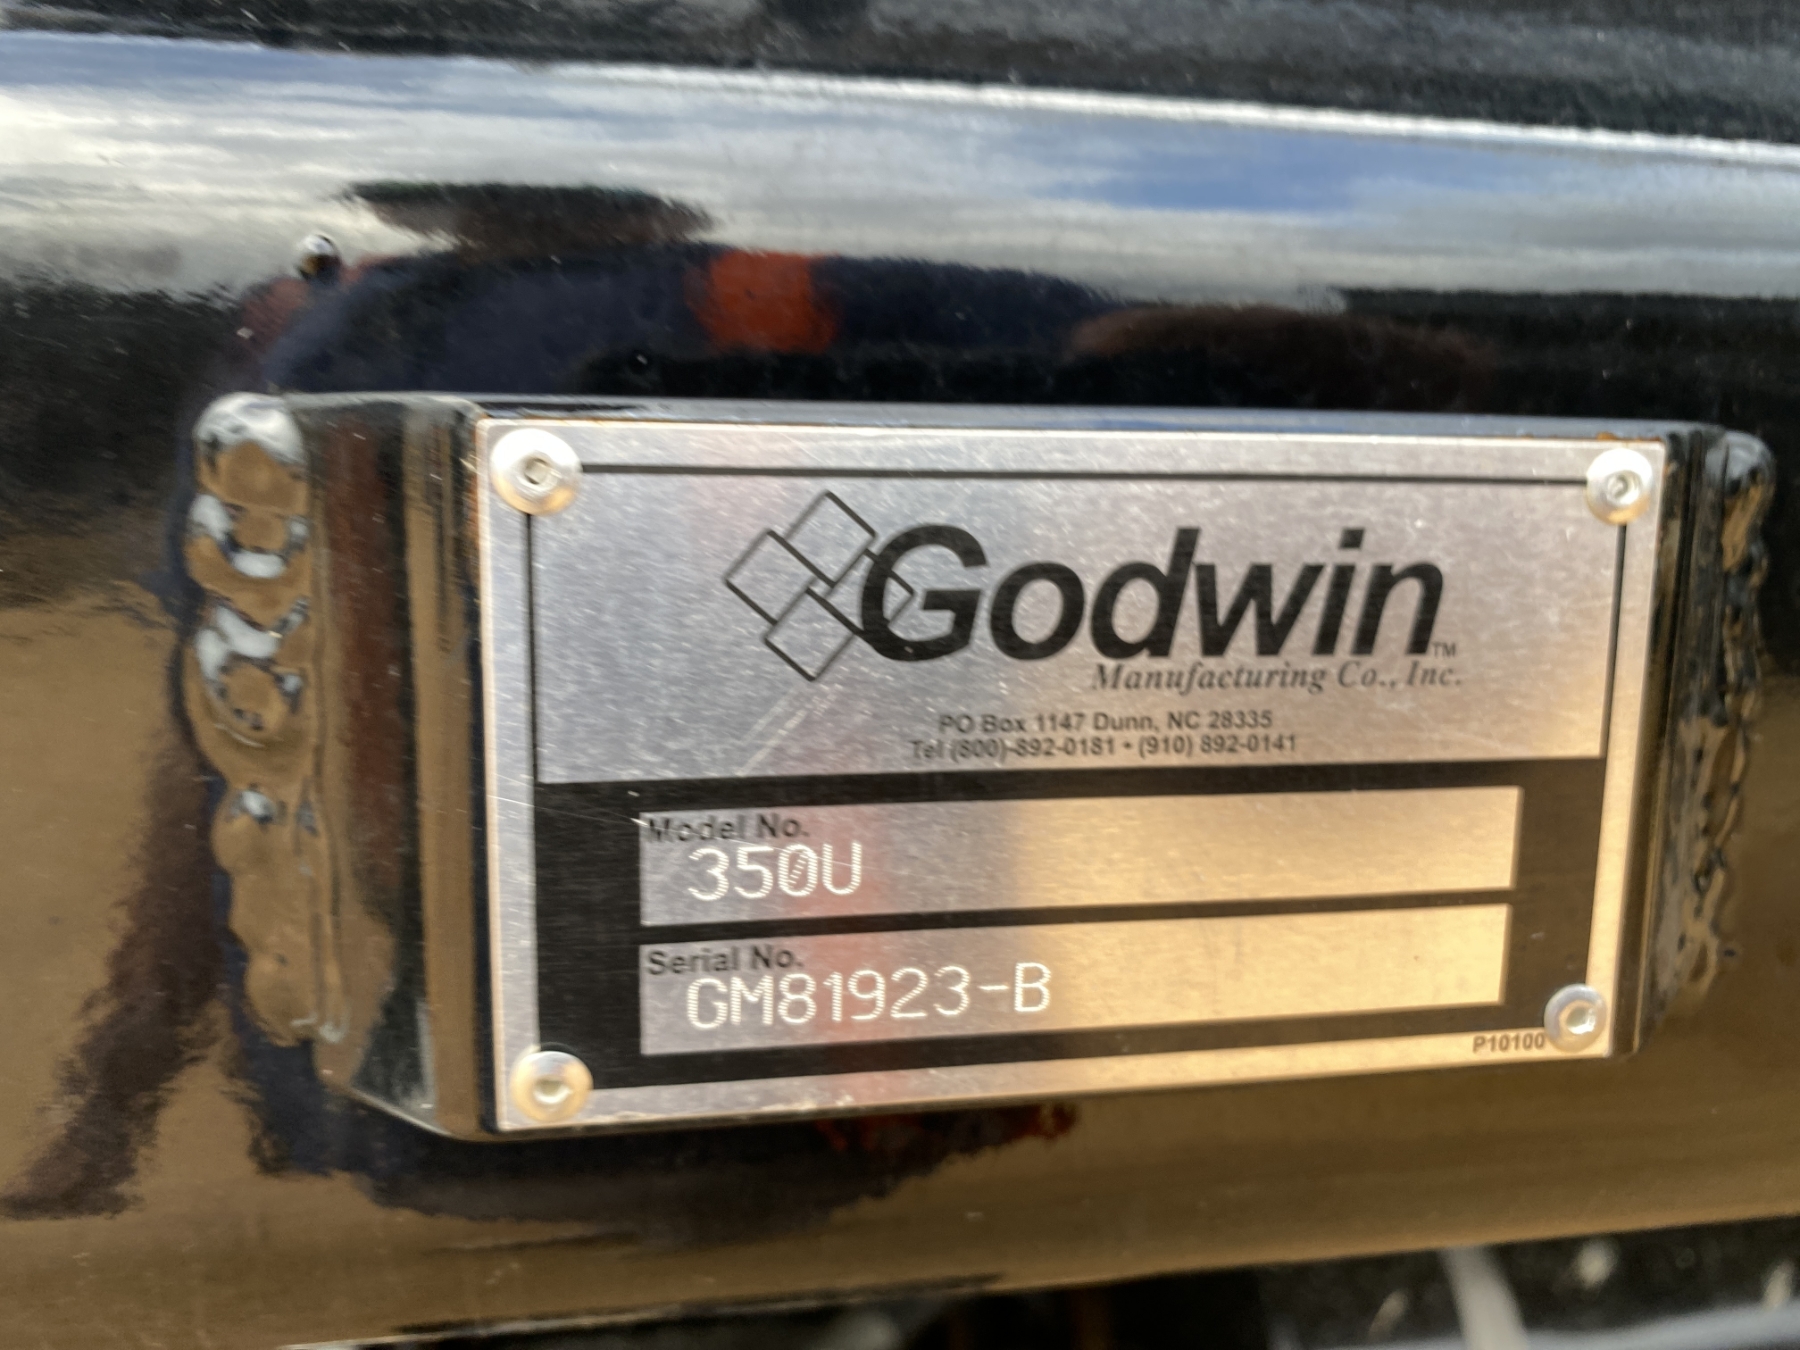 Godwin™
Manufacturing Co., Inc.
PO Box 1147 Dunn, NC 28335
Tel (800)-892-0181 • (910) 892-0141
Model No.
350U
Serial No.
GM81923-B
P10100